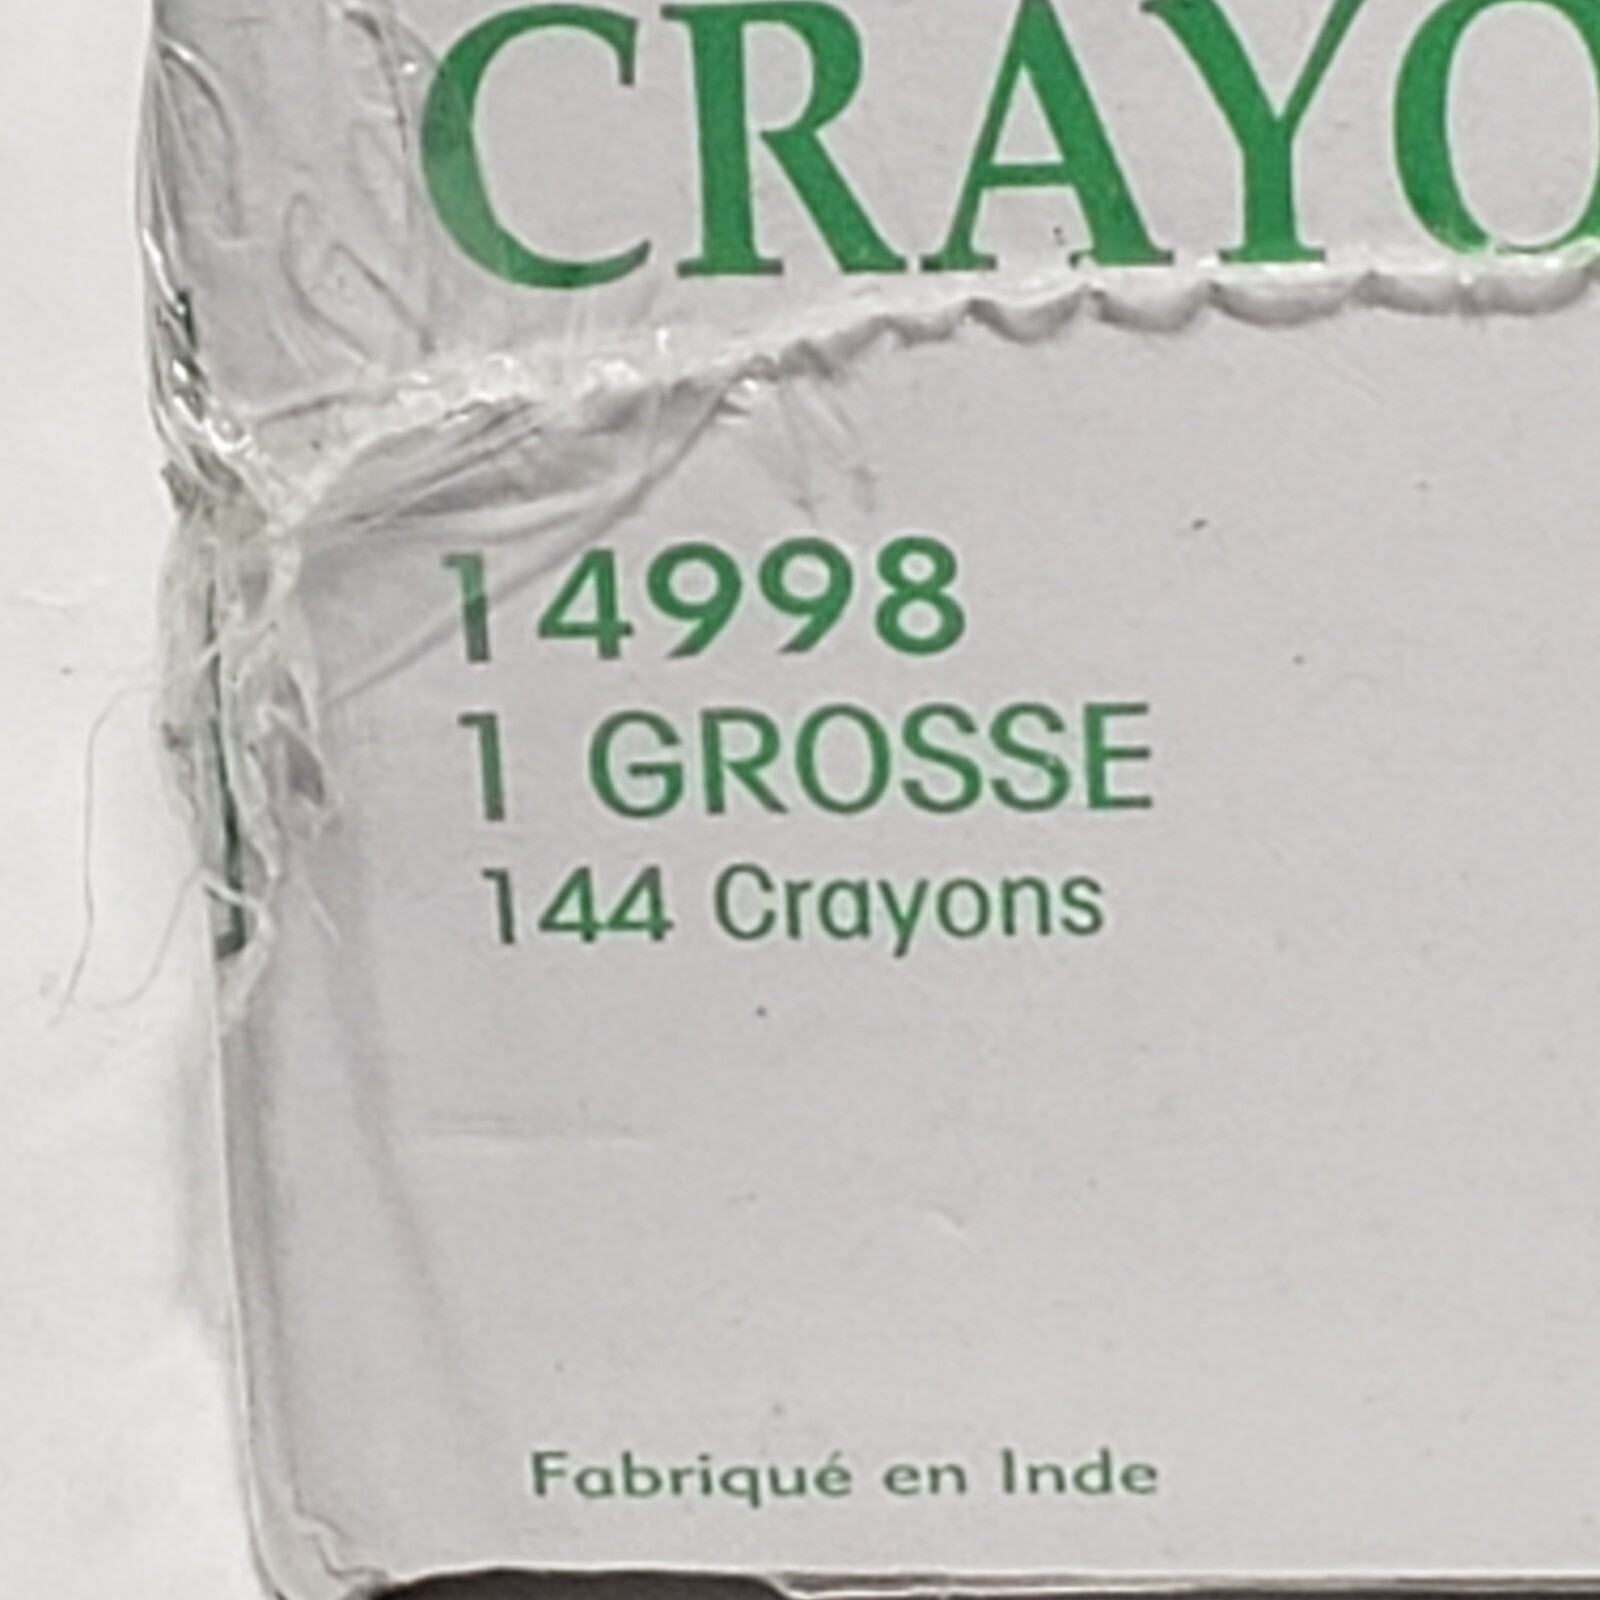 CRAYO
14998
1 GROSSE
144 Crayons
Fabriqué en Inde